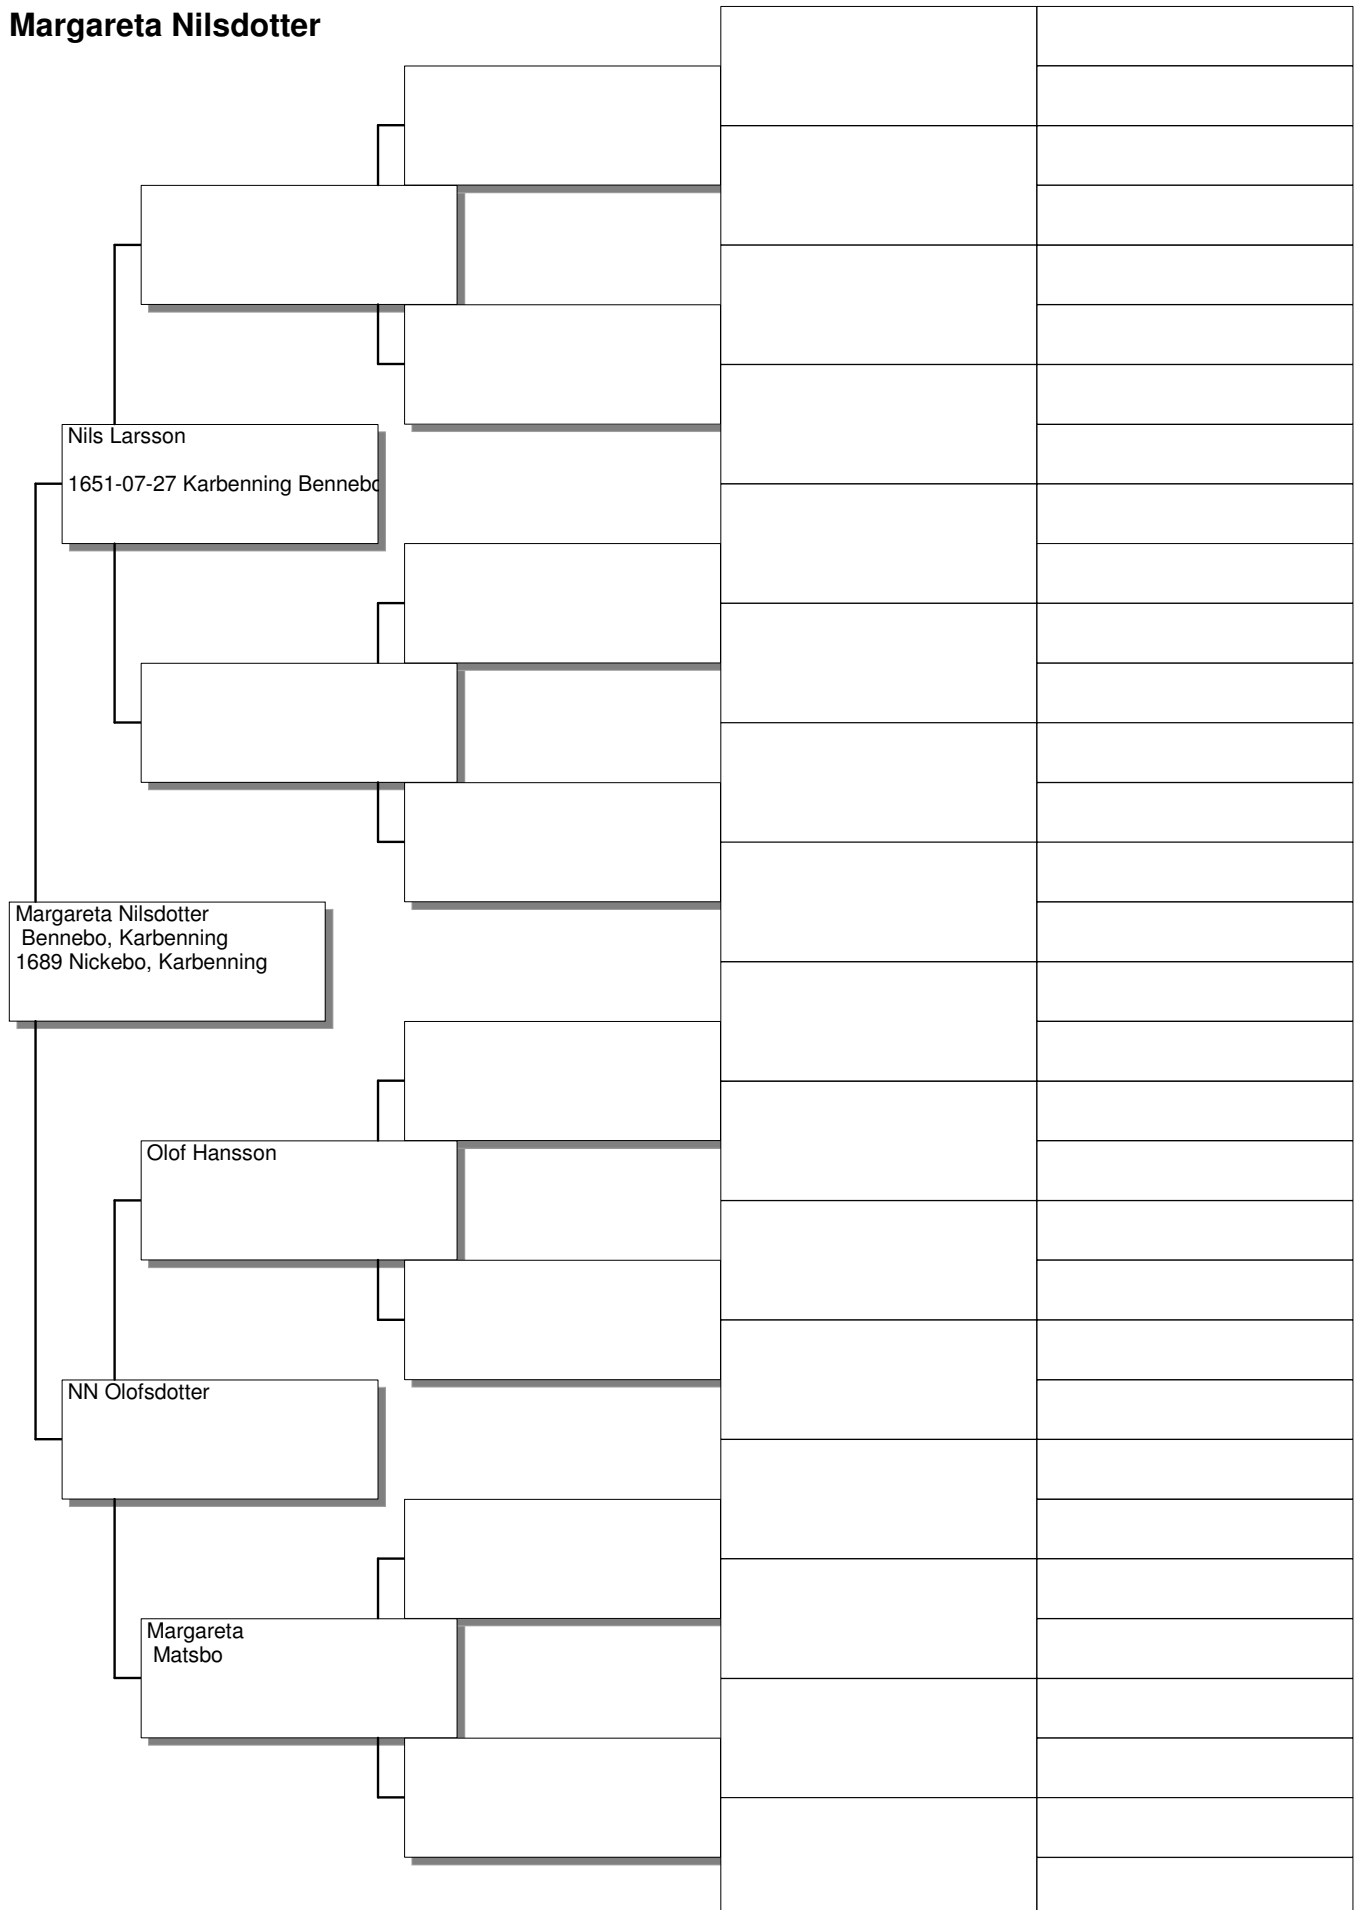 Margareta Nilsdotter
Nils Larsson
1651-07-27 Karbenning Bennebo
Margareta Nilsdotter
Bennebo, Karbenning
1689 Nickebo, Karbenning
Olof Hansson
NN Olofsdotter
Margareta
Matsbo